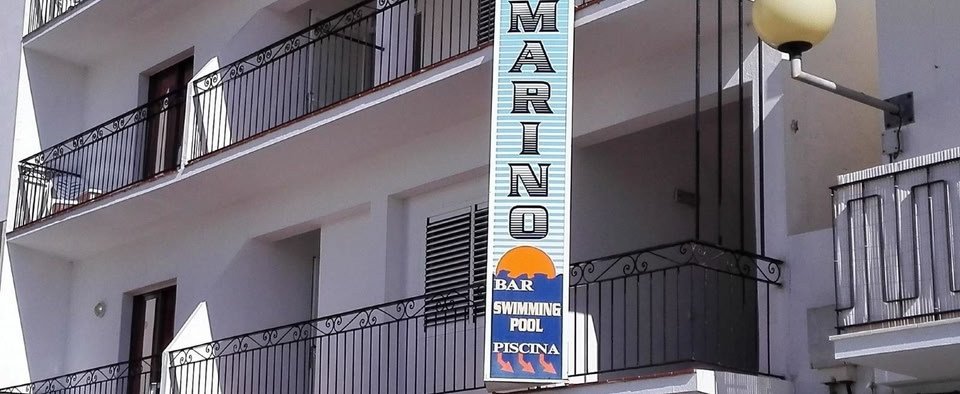 MARINO
BAR
SWIMMING
POOL
PISCINA